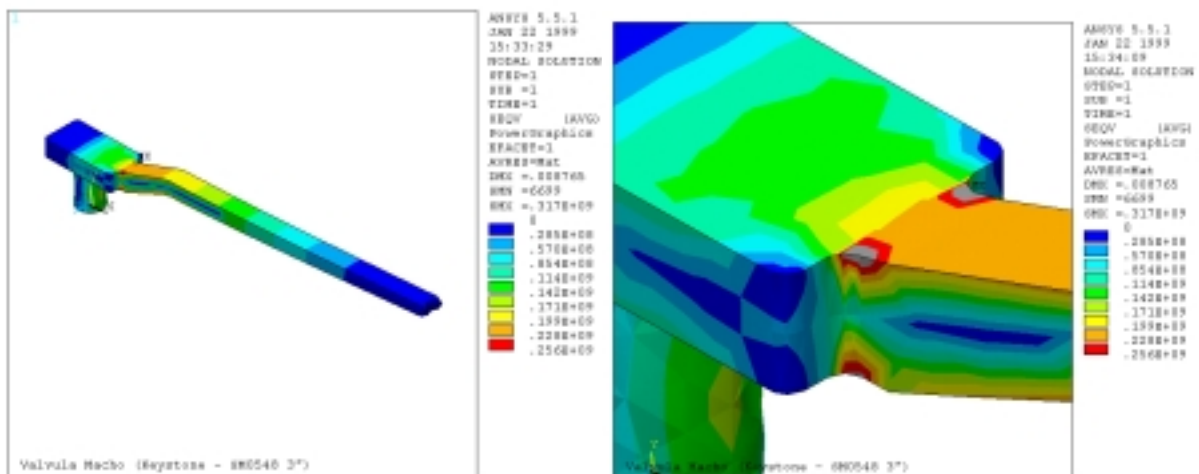 1
ANSYS 5.5.1
JAN 22 1999
15:33:29
NODAL SOLUTION
STEP=1
SUB =1
TIME=1
SEQV (AVG)
PowerGraphics
EFACET=1
AVRES=Mat
DMX =.008765
SMN =6699
SMX =.317E+09
0
.285E+08
.570E+08
.854E+08
.114E+09
.142E+09
.171E+09
.199E+09
.228E+09
.256E+09
Valvula Macho (Keystone - GM0548 3")
ANSYS 5.5.1
JAN 22 1999
15:34:09
NODAL SOLUTION
STEP=1
SUB =1
TIME=1
SEQV (AVG)
PowerGraphics
EFACET=1
AVRES=Mat
DMX =.008765
SMN =6699
SMX =.317E+09
0
.285E+08
.570E+08
.854E+08
.114E+09
.142E+09
.171E+09
.199E+09
.228E+09
.256E+09
Valvula Macho (Keystone - GM0548 3")